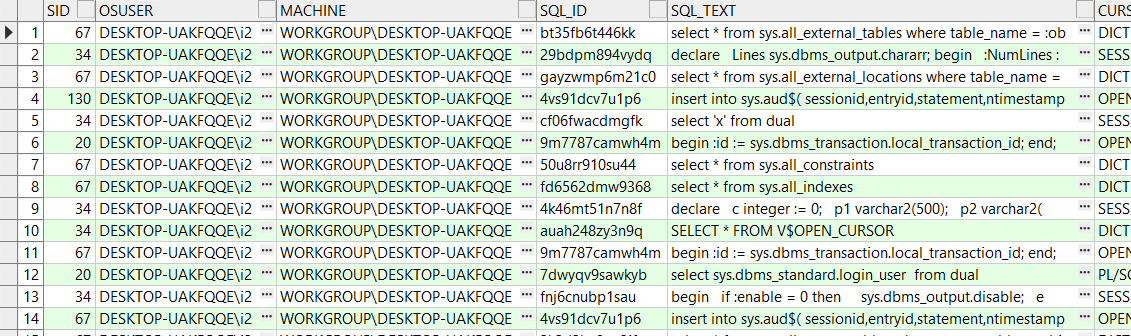 SID OSUSER MACHINE SQL_ID SQL_TEXT CURS
1 67 DESKTOP-UAKFQQE\i2 ... WORKGROUP\DESKTOP-UAKFQQE ... bt35fb6t446kk select * from sys.all_external_tables where table_name = :ob ... DICT
2 34 DESKTOP-UAKFQQE\i2 ... WORKGROUP\DESKTOP-UAKFQQE ... 29bdpm894vydq declare Lines sys.dbms_output.chararr; begin :NumLines : ... SESS
3 67 DESKTOP-UAKFQQE\i2 ... WORKGROUP\DESKTOP-UAKFQQE ... gayzwmp6m21c0 select * from sys.all_external_locations where table_name = ... DICT
4 130 DESKTOP-UAKFQQE\i2 ... WORKGROUP\DESKTOP-UAKFQQE ... 4vs91dcv7u1p6 insert into sys.aud$( sessionid,entryid,statement,ntimestamp ... OPEN
5 34 DESKTOP-UAKFQQE\i2 ... WORKGROUP\DESKTOP-UAKFQQE ... cf06fwacdmgfk select 'x' from dual ... SESS
6 20 DESKTOP-UAKFQQE\i2 ... WORKGROUP\DESKTOP-UAKFQQE ... 9m7787camwh4m begin :id := sys.dbms_transaction.local_transaction_id; end; ... OPEN
7 67 DESKTOP-UAKFQQE\i2 ... WORKGROUP\DESKTOP-UAKFQQE ... 50u8rr910su44 select * from sys.all_constraints ... DICT
8 67 DESKTOP-UAKFQQE\i2 ... WORKGROUP\DESKTOP-UAKFQQE ... fd6562dmw9368 select * from sys.all_indexes ... DICT
9 34 DESKTOP-UAKFQQE\i2 ... WORKGROUP\DESKTOP-UAKFQQE ... 4k46mt51n7n8f declare c integer := 0; p1 varchar2(500); p2 varchar2( ... SESS
10 34 DESKTOP-UAKFQQE\i2 ... WORKGROUP\DESKTOP-UAKFQQE ... auah248zy3n9q SELECT * FROM V$OPEN_CURSOR ... DICT
11 67 DESKTOP-UAKFQQE\i2 ... WORKGROUP\DESKTOP-UAKFQQE ... 9m7787camwh4m begin :id := sys.dbms_transaction.local_transaction_id; end; ... OPEN
12 20 DESKTOP-UAKFQQE\i2 ... WORKGROUP\DESKTOP-UAKFQQE ... 7dwyqv9sawkyb select sys.dbms_standard.login_user from dual ... PL/SC
13 34 DESKTOP-UAKFQQE\i2 ... WORKGROUP\DESKTOP-UAKFQQE ... fnj6cnubp1sau begin if :enable = 0 then sys.dbms_output.disable; e ... SESS
14 67 DESKTOP-UAKFQQE\i2 ... WORKGROUP\DESKTOP-UAKFQQE ... 4vs91dcv7u1p6 insert into sys.aud$( sessionid,entryid,statement,ntimestamp ... OPEN